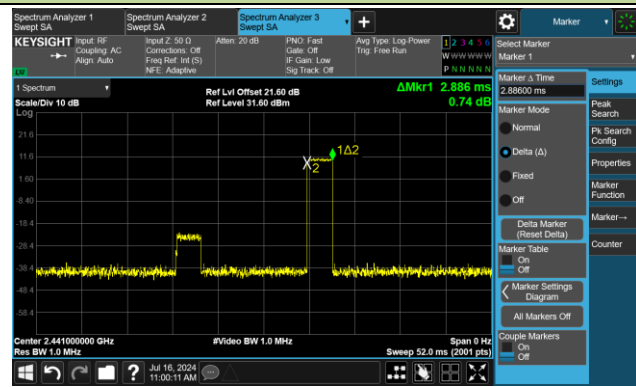 Spectrum Analyzer 1
Swept SA
Spectrum Analyzer 2
Swept SA
Spectrum Analyzer 3
Swept SA
Marker
KEYSIGHT
Input: RF
Coupling: AC
Align: Auto
Input Z: 50 Ω
Corrections: Off
Freq Ref: Int (S)
NFE: Adaptive
Atten: 20 dB
PNO: Fast
Gate: Off
IF Gain: Low
Sig Track: Off
Avg Type: Log-Power
Trig: Free Run
1 2 3 4 5 6
W W W W W W
P N N N N N
LW
Select Marker
Marker 1
1 Spectrum
Scale/Div 10 dB
Log
Ref Lvl Offset 21.60 dB
Ref Level 31.60 dBm
ΔMkr1 2.886 ms
0.74 dB
21.6
11.6
1.60
-8.40
-18.4
-28.4
-38.4
-48.4
-58.4
1Δ2
X2
Center 2.441000000 GHz
Res BW 1.0 MHz
#Video BW 1.0 MHz
Span 0 Hz
Sweep 52.0 ms (2001 pts)
Marker Δ Time
2.88600 ms
Marker Mode
Normal
Delta (Δ)
Fixed
Off
Delta Marker
(Reset Delta)
Marker Table
On
Off
Marker Settings
Diagram
All Markers Off
Couple Markers
On
Off
Settings
Peak
Search
Pk Search
Config
Properties
Marker
Function
Marker→
Counter
Jul 16, 2024
11:00:11 AM